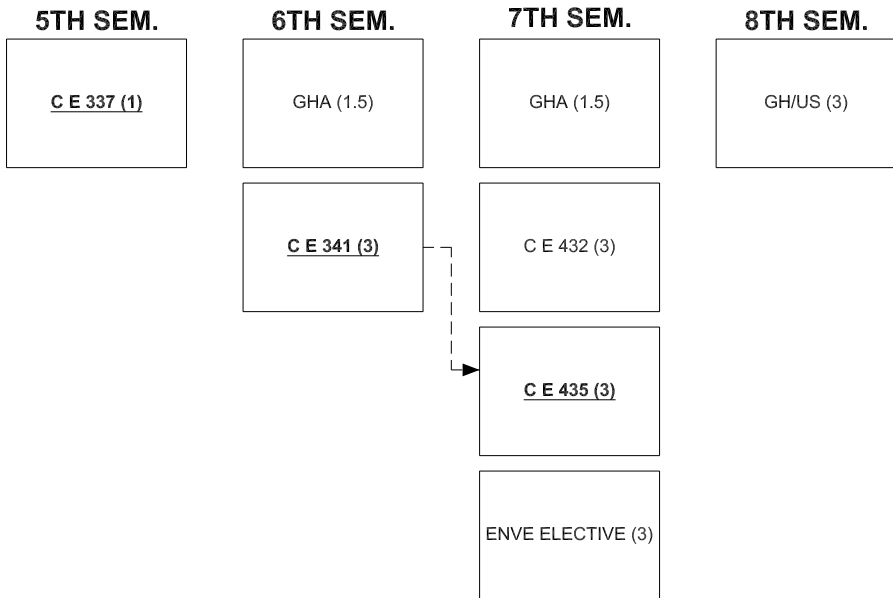 5TH SEM.
6TH SEM.
7TH SEM.
8TH SEM.
C E 337 (1)
GHA (1.5)
GHA (1.5)
GH/US (3)
C E 341 (3)
C E 432 (3)
C E 435 (3)
ENVE ELECTIVE (3)